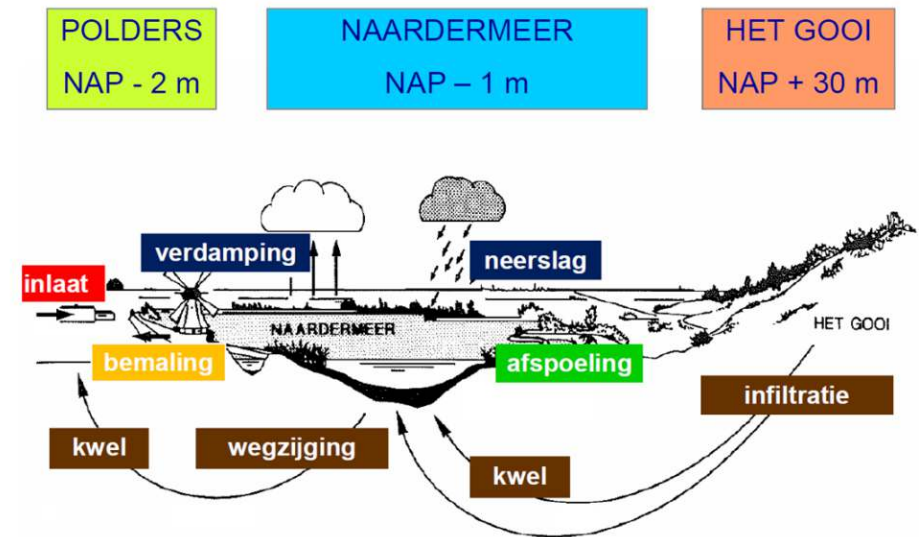 POLDERS
NAP - 2 m
NAARDERMEER
NAP – 1 m
HET GOOI
NAP + 30 m
verdamping
neerslag
inlaat
NAARDERMEER
HET GOOI
bemaling
afspoeling
infiltratie
kwel
wegzijging
kwel